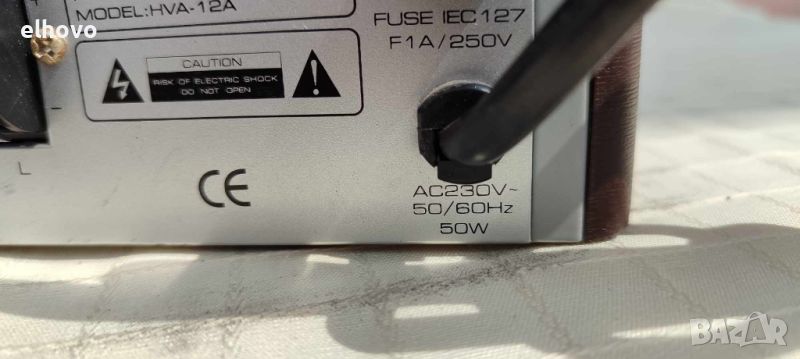 elhovo
MODEL:HVA-12A
FUSE IEC 127
F1A/250V
CAUTION
RISK OF ELECTRIC SHOCK
DO NOT OPEN
L
CE
AC230V~
50/60Hz
50W
BAZAR